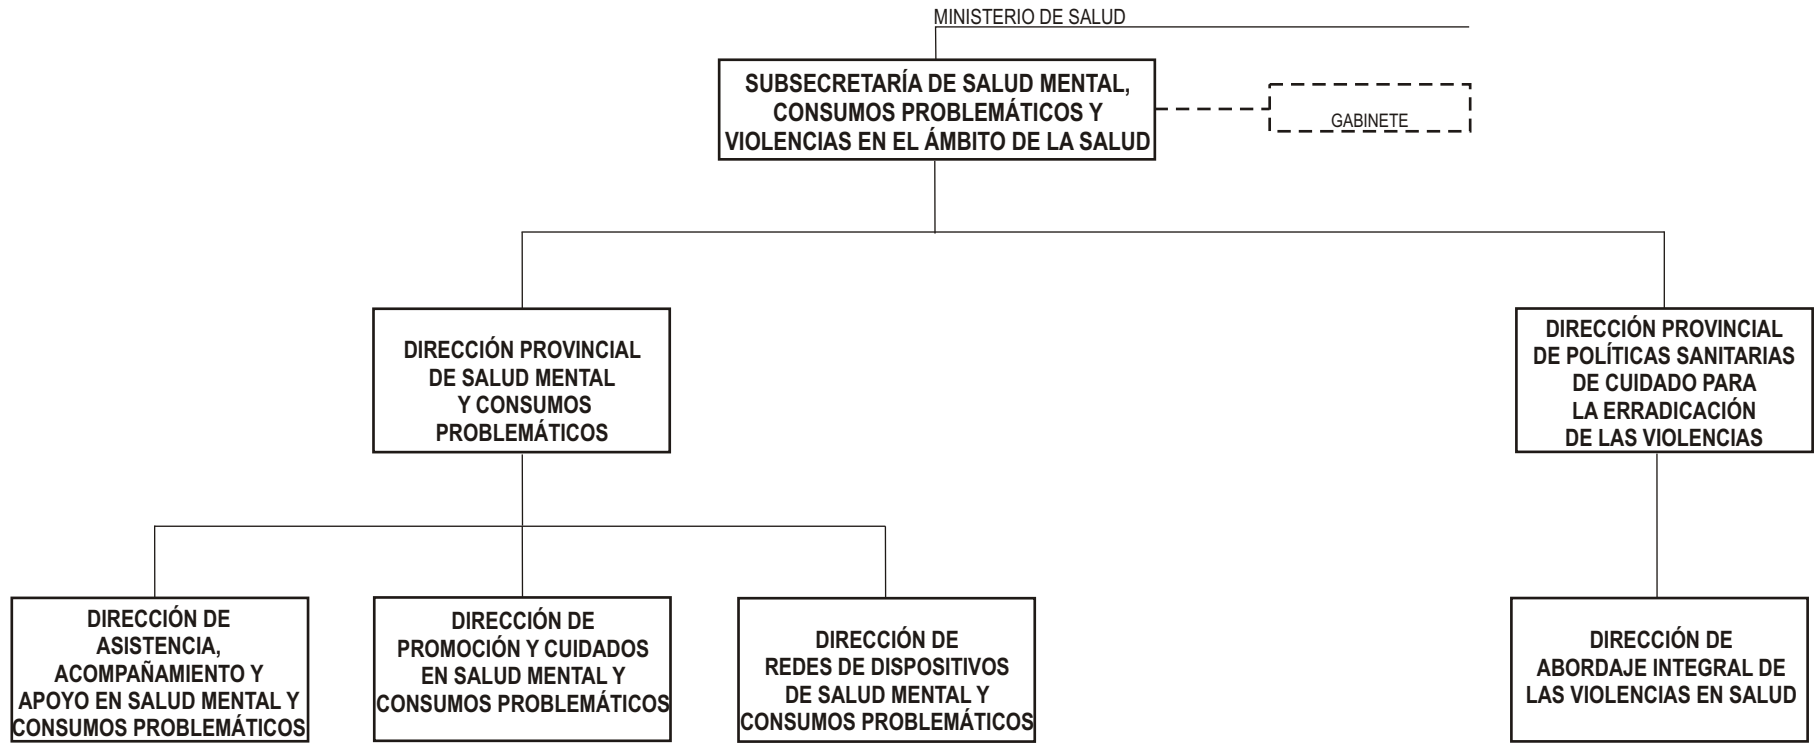 MINISTERIO DE SALUD
SUBSECRETARÍA DE SALUD MENTAL,
CONSUMOS PROBLEMÁTICOS Y
VIOLENCIAS EN EL ÁMBITO DE LA SALUD
GABINETE
DIRECCIÓN PROVINCIAL
DE SALUD MENTAL
Y CONSUMOS
PROBLEMÁTICOS
DIRECCIÓN PROVINCIAL
DE POLÍTICAS SANITARIAS
DE CUIDADO PARA
LA ERRADICACIÓN
DE LAS VIOLENCIAS
DIRECCIÓN DE
ASISTENCIA,
ACOMPAÑAMIENTO Y
APOYO EN SALUD MENTAL Y
CONSUMOS PROBLEMÁTICOS
DIRECCIÓN DE
PROMOCIÓN Y CUIDADOS
EN SALUD MENTAL Y
CONSUMOS PROBLEMÁTICOS
DIRECCIÓN DE
REDES DE DISPOSITIVOS
DE SALUD MENTAL Y
CONSUMOS PROBLEMÁTICOS
DIRECCIÓN DE
ABORDAJE INTEGRAL DE
LAS VIOLENCIAS EN SALUD